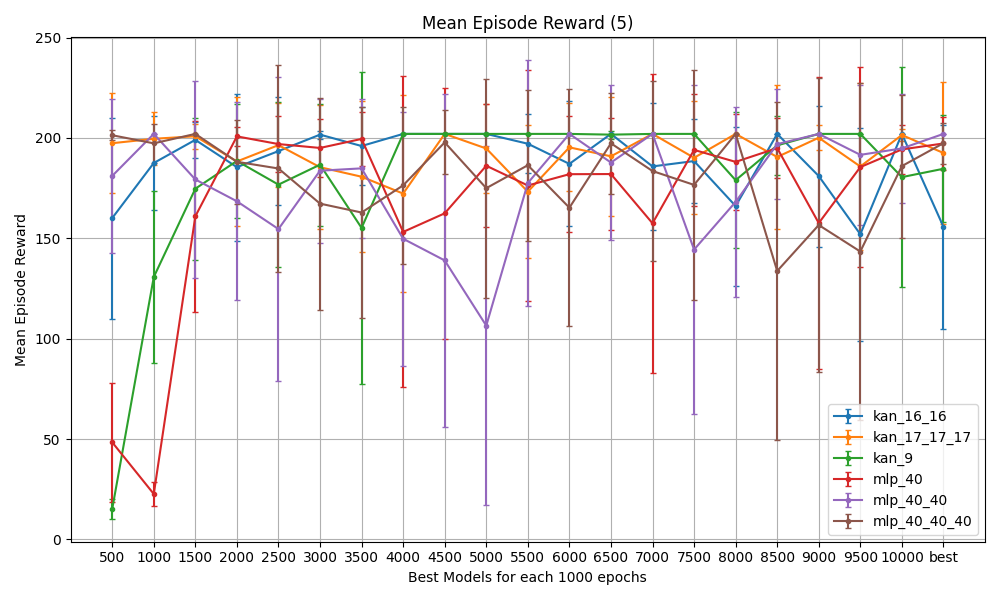 Mean Episode Reward (5)
250
200
150
100
50
0
Mean Episode Reward
500 1000 1500 2000 2500 3000 3500 4000 4500 5000 5500 6000 6500 7000 7500 8000 8500 9000 9500 10000 best
Best Models for each 1000 epochs
kan_16_16
kan_17_17_17
kan_9
mlp_40
mlp_40_40
mlp_40_40_40